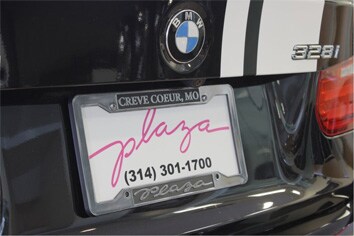 BMW
328i
CREVE COEUR, MO
plaza
(314) 301-1700
plaza